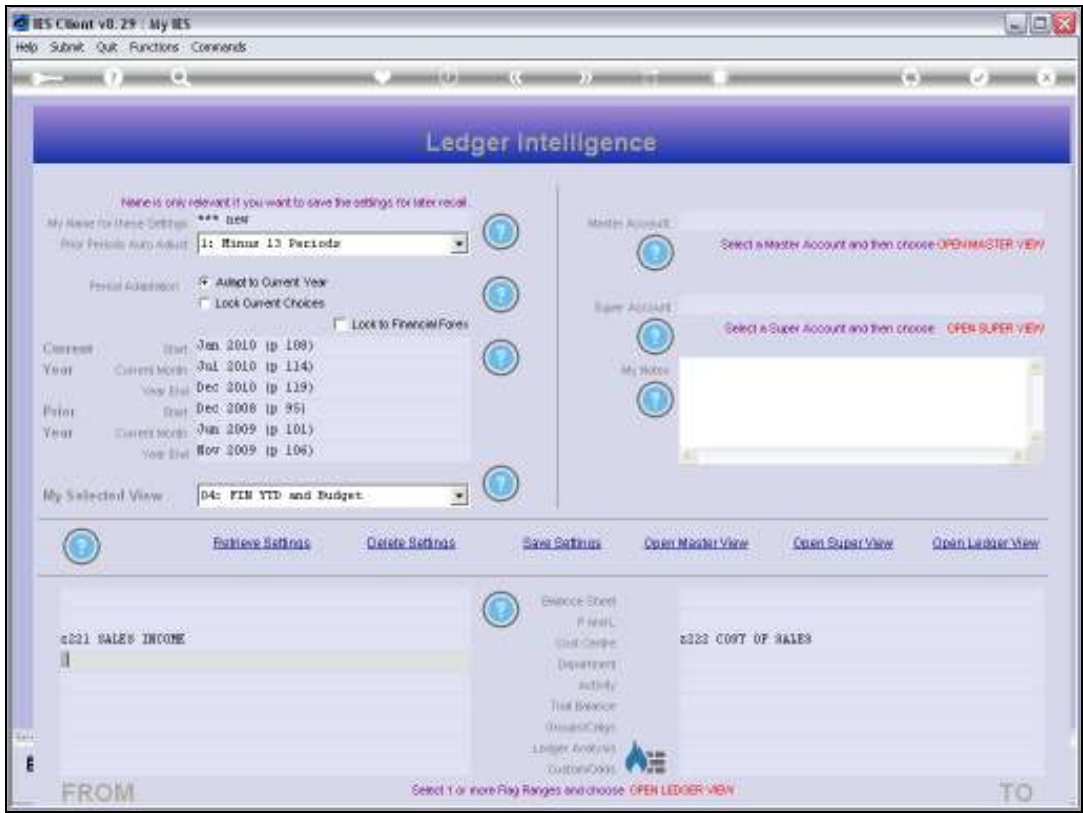 IES Client v8.29 : My IES
Help Submit Quit Functions Commands
Ledger Intelligence
Name is only relevant if you want to save the settings for later recall.
My Name for these Settings *** new
Prior Periods Auto Adjust 1: Minus 13 Periods
Period Adaptation Adapt to Current Year
Lock Current Choices
Lock to Financial Forex
Current Start Jan 2010 (p 108)
Year Current Month Jul 2010 (p 114)
Year End Dec 2010 (p 119)
Prior Start Dec 2008 (p 95)
Year Current Month Jun 2009 (p 101)
Year End Nov 2009 (p 106)
My Selected View 04: FIN YTD and Budget
Master Account
Select a Master Account and then choose OPEN MASTER VIEW
Super Account
Select a Super Account and then choose OPEN SUPER VIEW
My Notes
Retrieve Settings Delete Settings Save Settings Open Master View Open Super View Open Ledger View
Balance Sheet
P and L
z221 SALES INCOME Cost Centre z222 COST OF SALES
Department
Activity
Trial Balance
Ledger Analysis
Custom/Odds
FROM Select 1 or more Flag Ranges and choose OPEN LEDGER VIEW TO